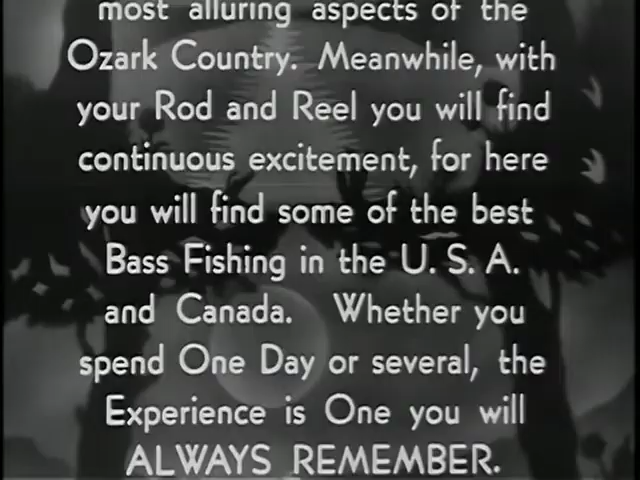 most alluring aspects of the
Ozark Country. Meanwhile, with
your Rod and Reel you will find
continuous excitement, for here
you will find some of the best
Bass Fishing in the U. S. A.
and Canada. Whether you
spend One Day or several, the
Experience is One you will
ALWAYS REMEMBER.